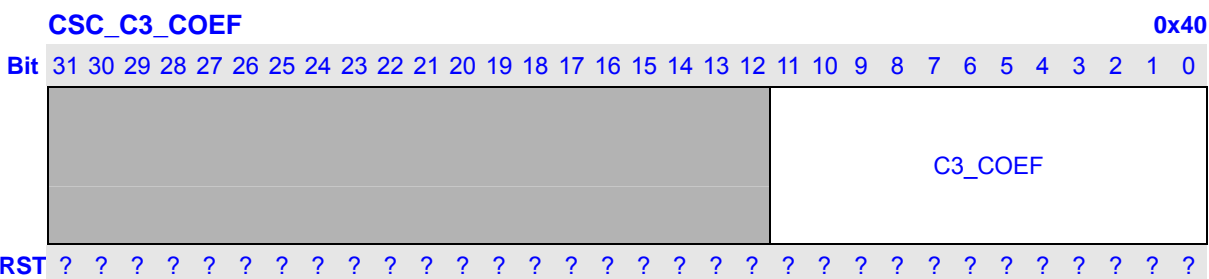 CSC_C3_COEF 0x40
Bit 31 30 29 28 27 26 25 24 23 22 21 20 19 18 17 16 15 14 13 12 11 10 9 8 7 6 5 4 3 2 1 0
C3_COEF
RST ? ? ? ? ? ? ? ? ? ? ? ? ? ? ? ? ? ? ? ? ? ? ? ? ? ? ? ? ? ? ? ?